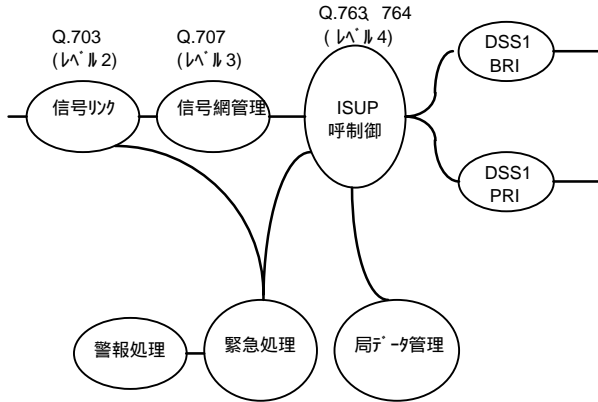 Q.703
(ﾚﾍﾞﾙ2)
Q.707
(ﾚﾍﾞﾙ3)
Q.763、764
(ﾚﾍﾞﾙ4)
信号ﾘﾝｸ
信号網管理
ISUP
呼制御
DSS1
BRI
DSS1
PRI
警報処理
緊急処理
局ﾃﾞｰﾀ管理